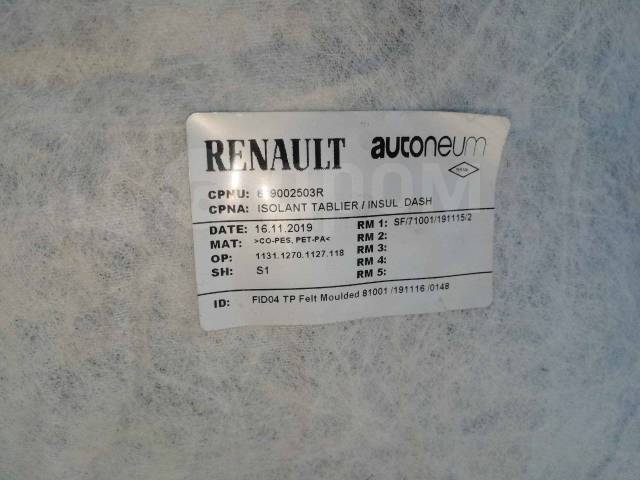 RENAULT autoneum
CPNU: 679002503R
CPNA: ISOLANT TABLIER / INSUL DASH
DATE: 16.11.2019
MAT: >CO-PES, PET-PA<
OP: 1131.1270.1127.118
SH: S1
RM 1: SF/71001/191115/2
RM 2:
RM 3:
RM 4:
RM 5:
ID: FID04 TP Felt Moulded 81001 /191116 /0148